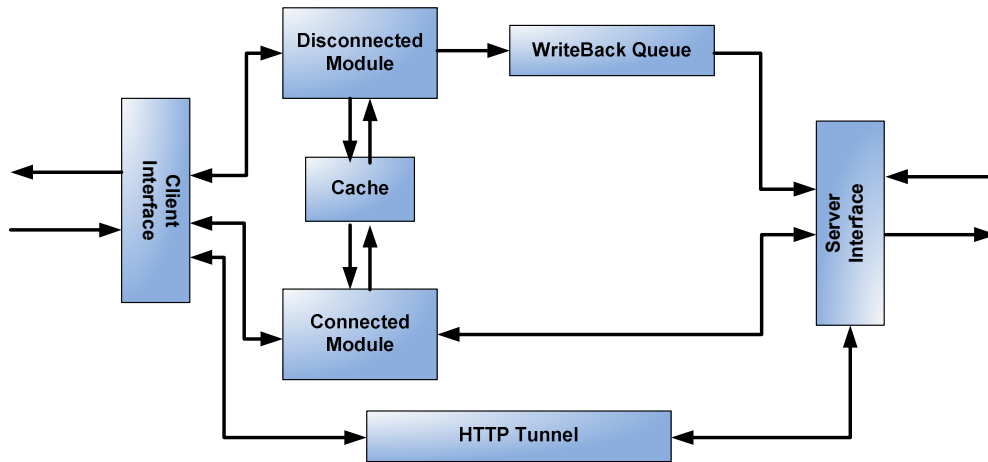 Disconnected
Module
WriteBack Queue
Client
Interface
Cache
Server
Interface
Connected
Module
HTTP Tunnel